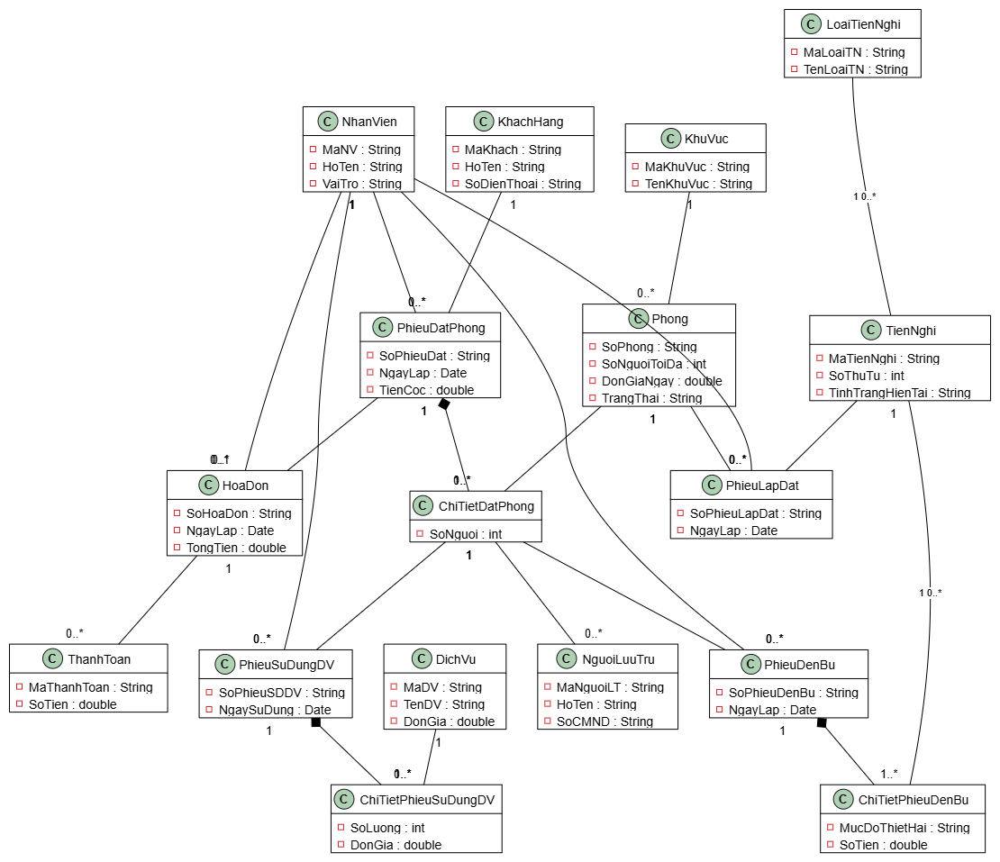 C LoaiTienNghi
MaLoaiTN : String
TenLoaiTN : String
C NhanVien
MaNV : String
HoTen : String
VaiTro : String
C KhachHang
MaKhach : String
HoTen : String
SoDienThoai : String
C KhuVuc
MaKhuVuc : String
TenKhuVuc : String
1
1
1
1 0..*
0..*
0..*
C PhieuDatPhong
SoPhieuDat : String
NgayLap : Date
TienCoc : double
C Phong
SoPhong : String
SoNguoiToiDa : int
DonGiaNgay : double
TrangThai : String
C TienNghi
MaTienNghi : String
SoThuTu : int
TinhTrangHienTai : String
1
1
1
0..*
C HoaDon
SoHoaDon : String
NgayLap : Date
TongTien : double
C ChiTietDatPhong
SoNguoi : int
C PhieuLapDat
SoPhieuLapDat : String
NgayLap : Date
1
1
1 0..*
0..*
0..*
0..*
0..*
C ThanhToan
MaThanhToan : String
SoTien : double
C PhieuSuDungDV
SoPhieuSDDV : String
NgaySuDung : Date
C DichVu
MaDV : String
TenDV : String
DonGia : double
C NguoiLuuTru
MaNguoiLT : String
HoTen : String
SoCMND : String
C PhieuDenBu
SoPhieuDenBu : String
NgayLap : Date
1
1
1
1..*
C ChiTietPhieuSuDungDV
SoLuong : int
DonGia : double
C ChiTietPhieuDenBu
MucDoThietHai : String
SoTien : double